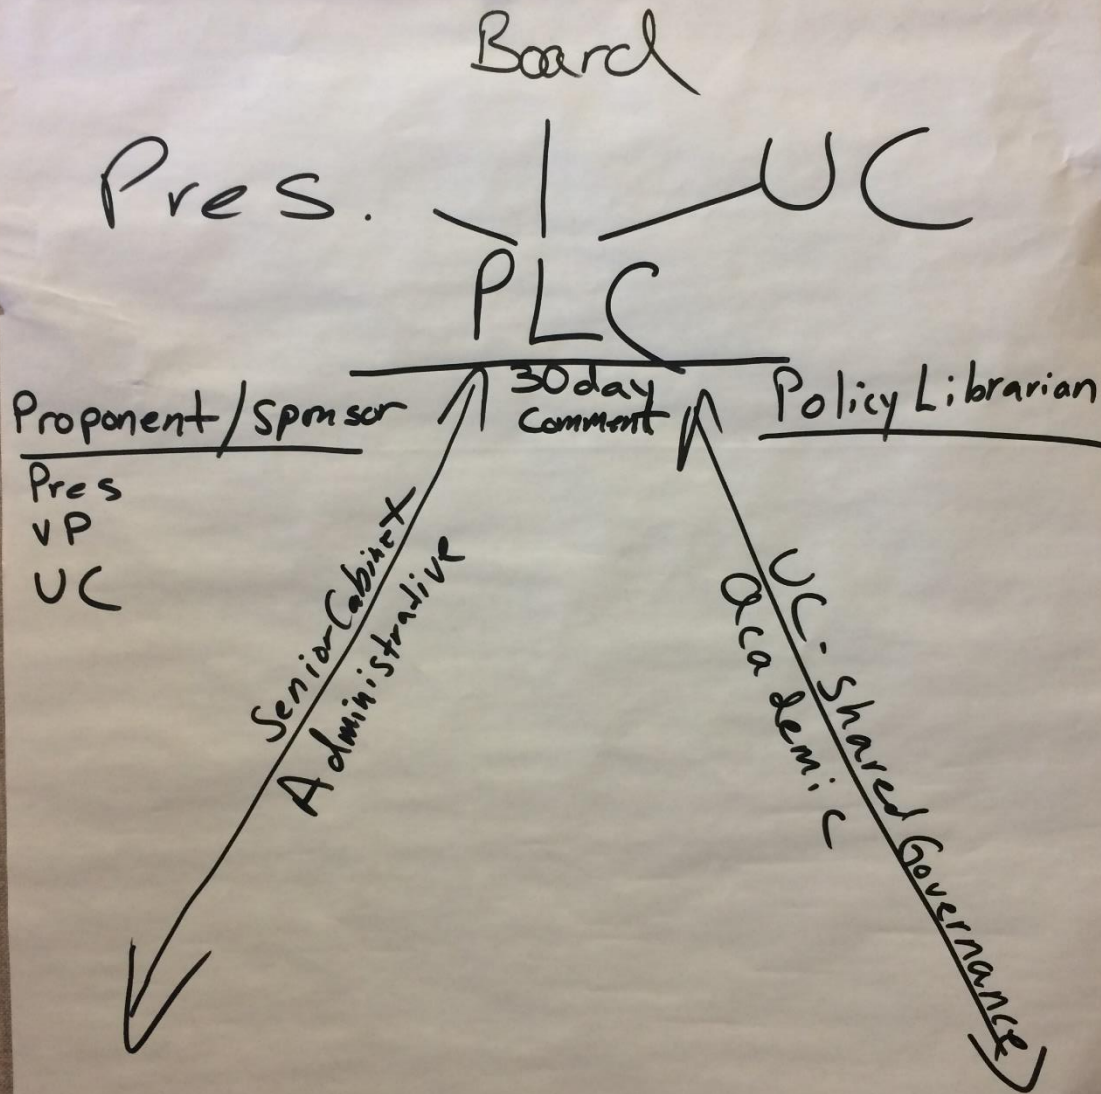 Board
Pres.
UC
PLC
30 day
Comment
Proponent/Sponsor
Pres
VP
UC
Policy Librarian
Senior Cabinet
Administrative
UC - Shared Governance
academic